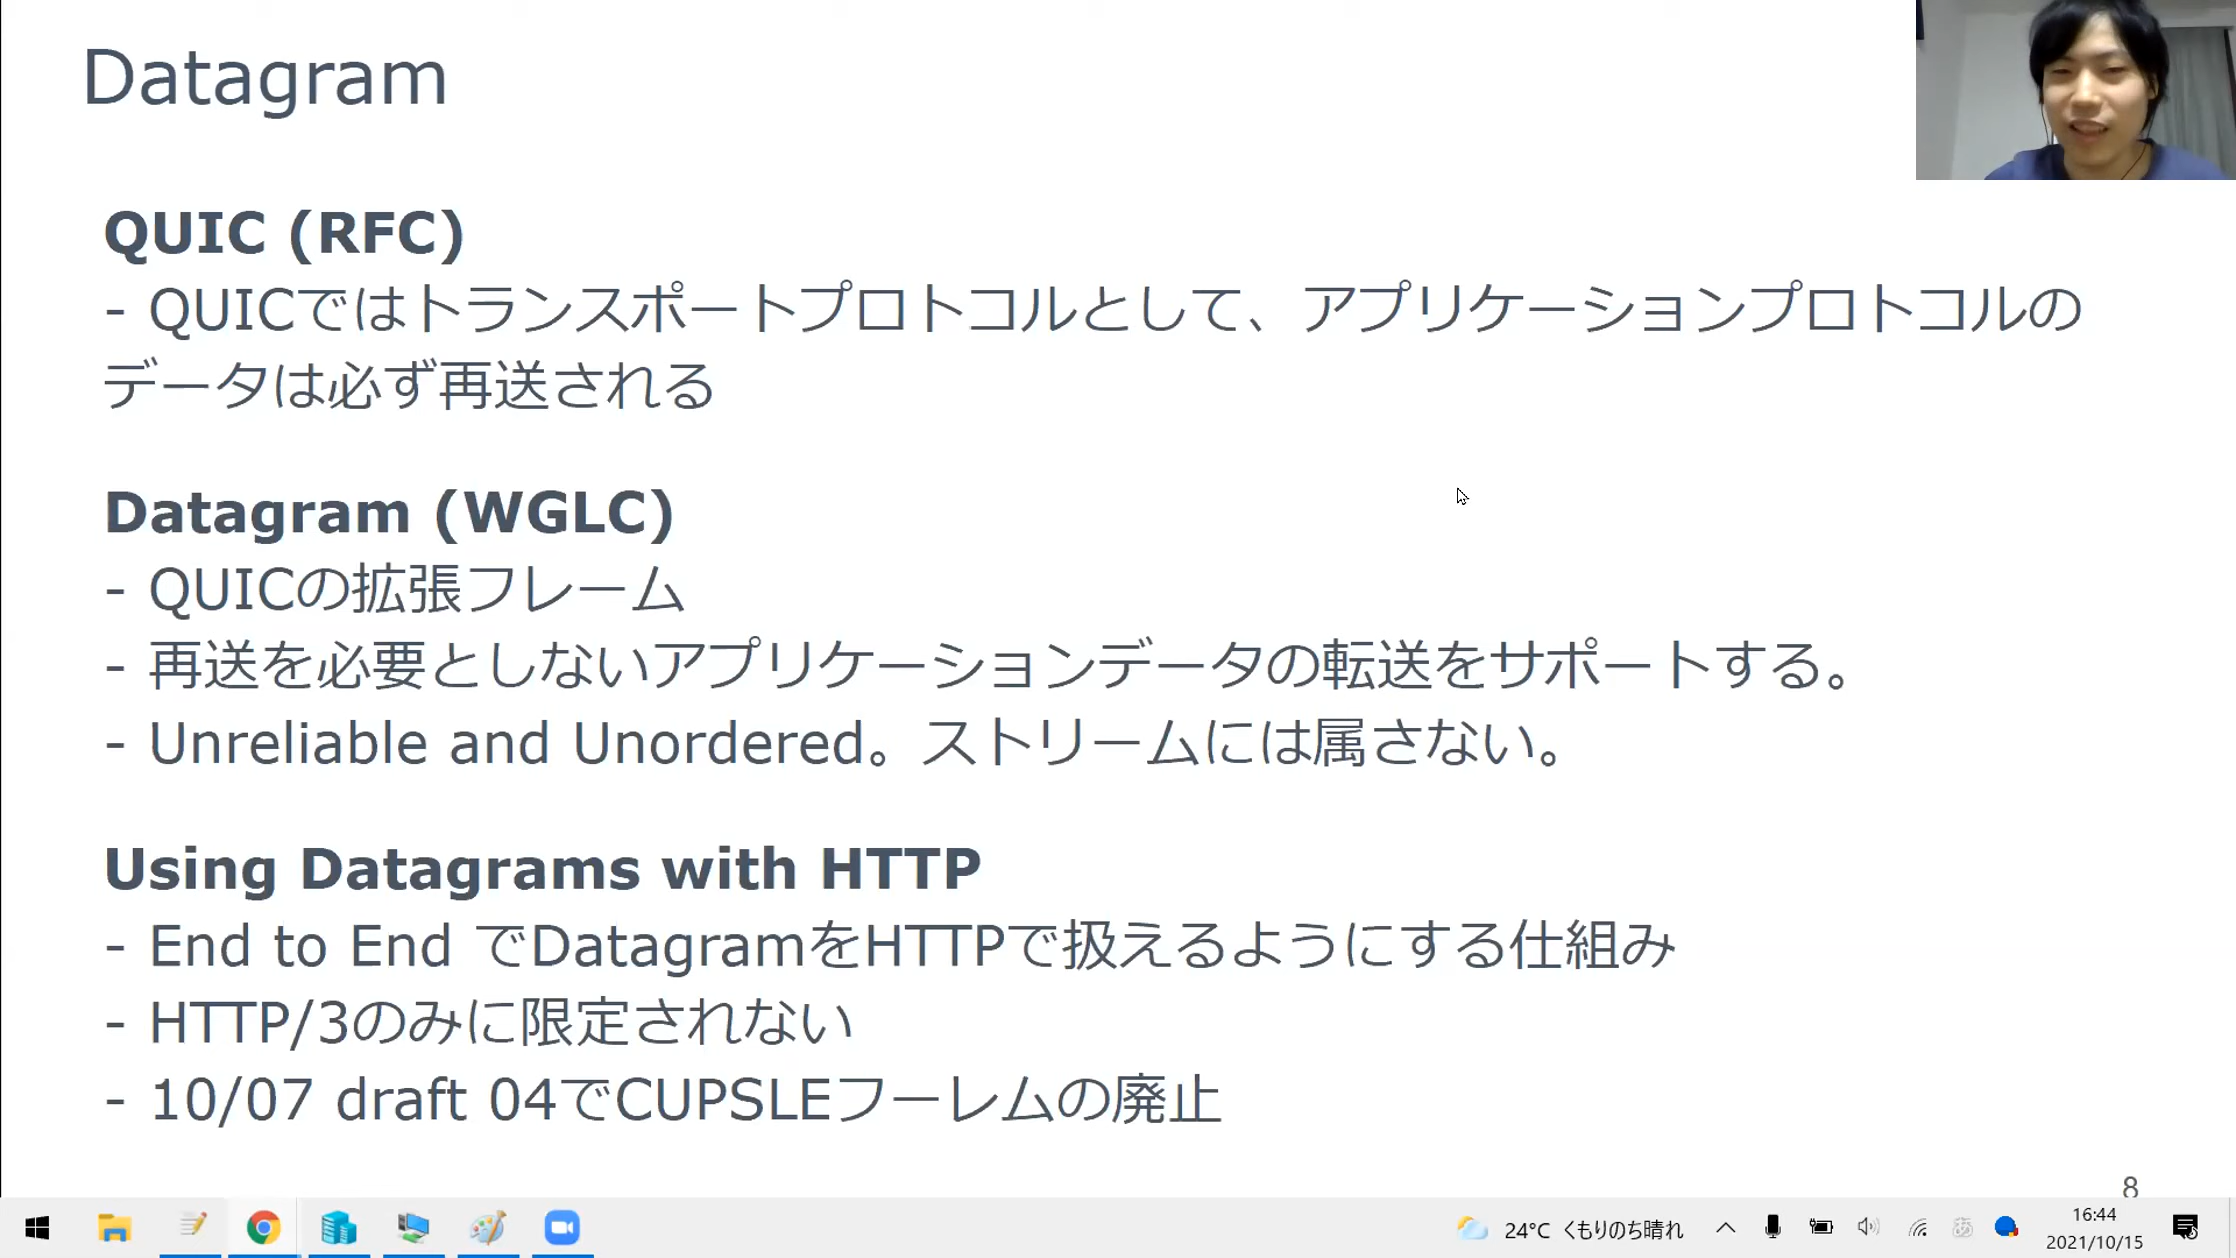 Datagram
QUIC (RFC)
- QUICではトランスポートプロトコルとして、アプリケーションプロトコルの
データは必ず再送される
Datagram (WGLC)
- QUICの拡張フレーム
- 再送を必要としないアプリケーションデータの転送をサポートする。
- Unreliable and Unordered。ストリームには属さない。
Using Datagrams with HTTP
- End to End でDatagramをHTTPで扱えるようにする仕組み
- HTTP/3のみに限定されない
- 10/07 draft 04でCUPSLEフーレムの廃止
8
24°C くもりのち晴れ
あ
16:44
2021/10/15